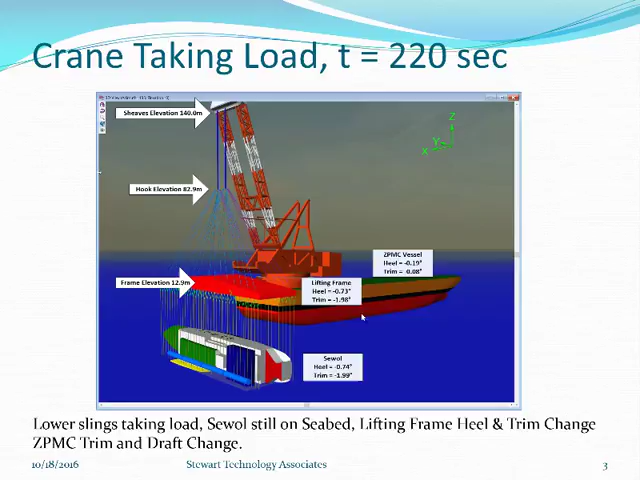 Crane Taking Load, t = 220 sec
Sheaves Elevation 140.0m
Z
Y
X
Hook Elevation 82.9m
ZPMC Vessel
Heel = -0.19°
Trim = 0.08°
Frame Elevation 12.9m
Lifting Frame
Heel = -0.73°
Trim = -1.98°
Sewol
Heel = -0.74°
Trim = -1.99°
Lower slings taking load, Sewol still on Seabed, Lifting Frame Heel & Trim Change
ZPMC Trim and Draft Change.
10/18/2016
Stewart Technology Associates
3